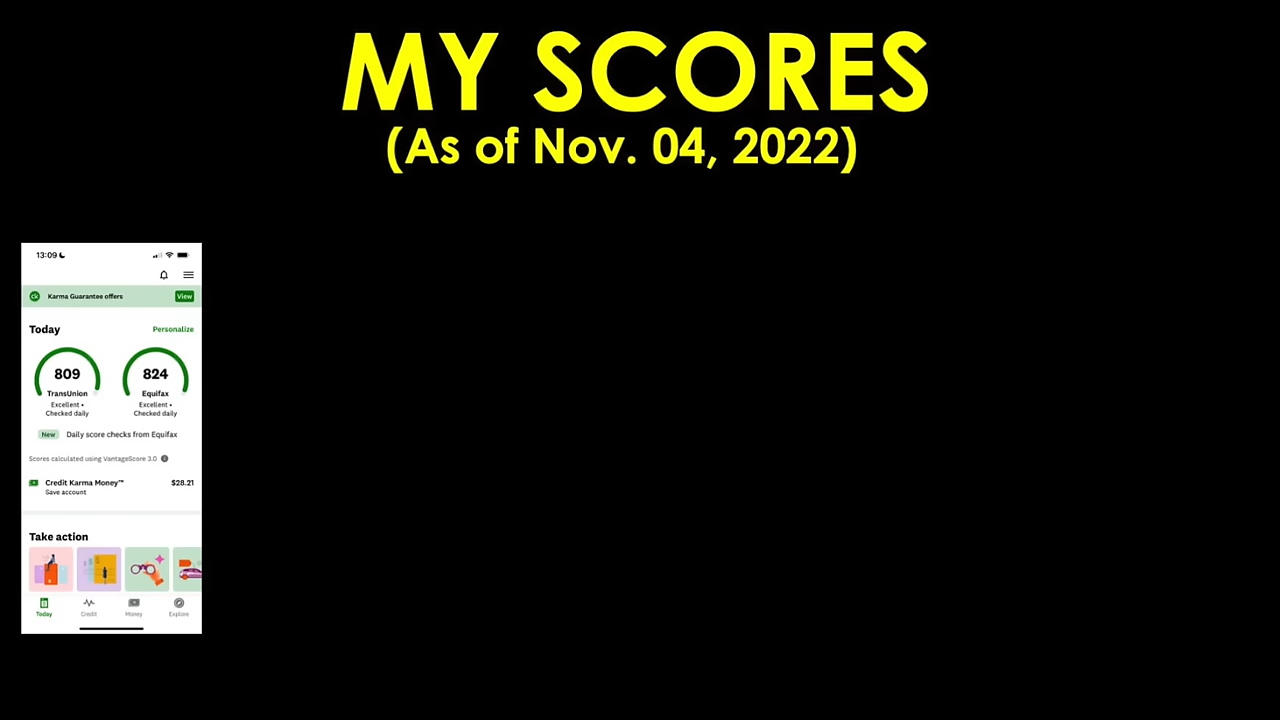 MY SCORES
(As of Nov. 04, 2022)
13:09
ck Karma Guarantee offers View
Today Personalize
809 824
TransUnion Equifax
Excellent • Excellent •
Checked daily Checked daily
New Daily score checks from Equifax
Scores calculated using VantageScore 3.0
Credit Karma Money™ $28.21
Save account
Take action
Today Credit Money Explore